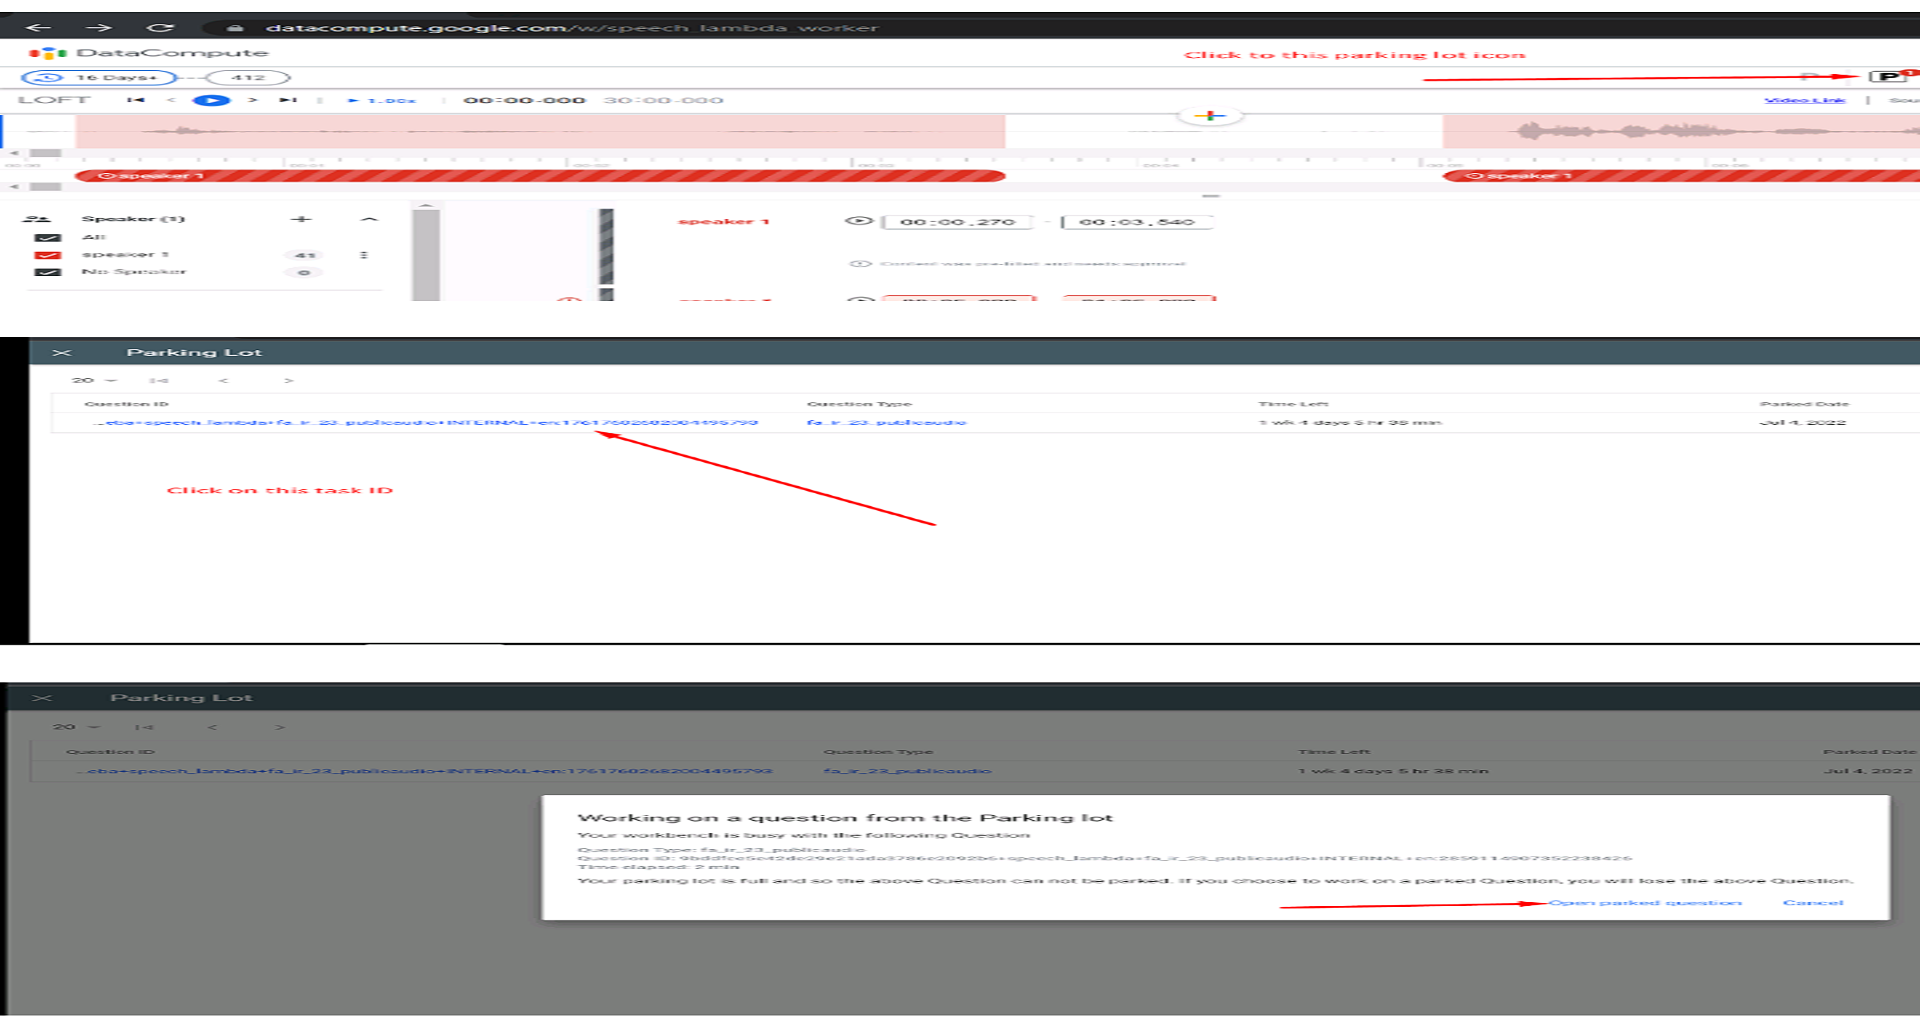 datacompute.google.com/w/speech_lambda_worker
DataCompute
Click to this parking lot icon
16 Days+ 412
P 1
LOFT 1.00x 00:00-000 30:00-000 Video Link
speaker 1 speaker 1
Speaker (1)
All
speaker 1 41
No Speaker 0
speaker 1 00:00.270 - 00:03.540
Content was pre-filled and needs approval
Parking Lot
20
Question ID Question Type Time Left Parked Date
...eba+speech_lambda+fa_ir_23_publicaudio+INTERNAL+en:1761760268200449579​3 fa_ir_23_publicaudio 1 wk 4 days 5 hr 38 min Jul 4, 2022
Click on this task ID
Parking Lot
20
Question ID Question Type Time Left Parked Date
...eba+speech_lambda+fa_ir_23_publicaudio+INTERNAL+en:17617602682004495793 fa_ir_23_publicaudio 1 wk 4 days 5 hr 38 min Jul 4, 2022
Working on a question from the Parking lot
Your workbench is busy with the following Question
Question Type: fa_ir_23_publicaudio
Question ID: 9bddfce5e42dc29e21ada3786e2092b6+speech_lambda+fa_ir_23_publicaudio+INTERNAL+en:2859114907352238426
Time elapsed: 2 min
Your parking lot is full and so the above Question can not be parked. If you choose to work on a parked Question, you will lose the above Question.
Open parked question Cancel